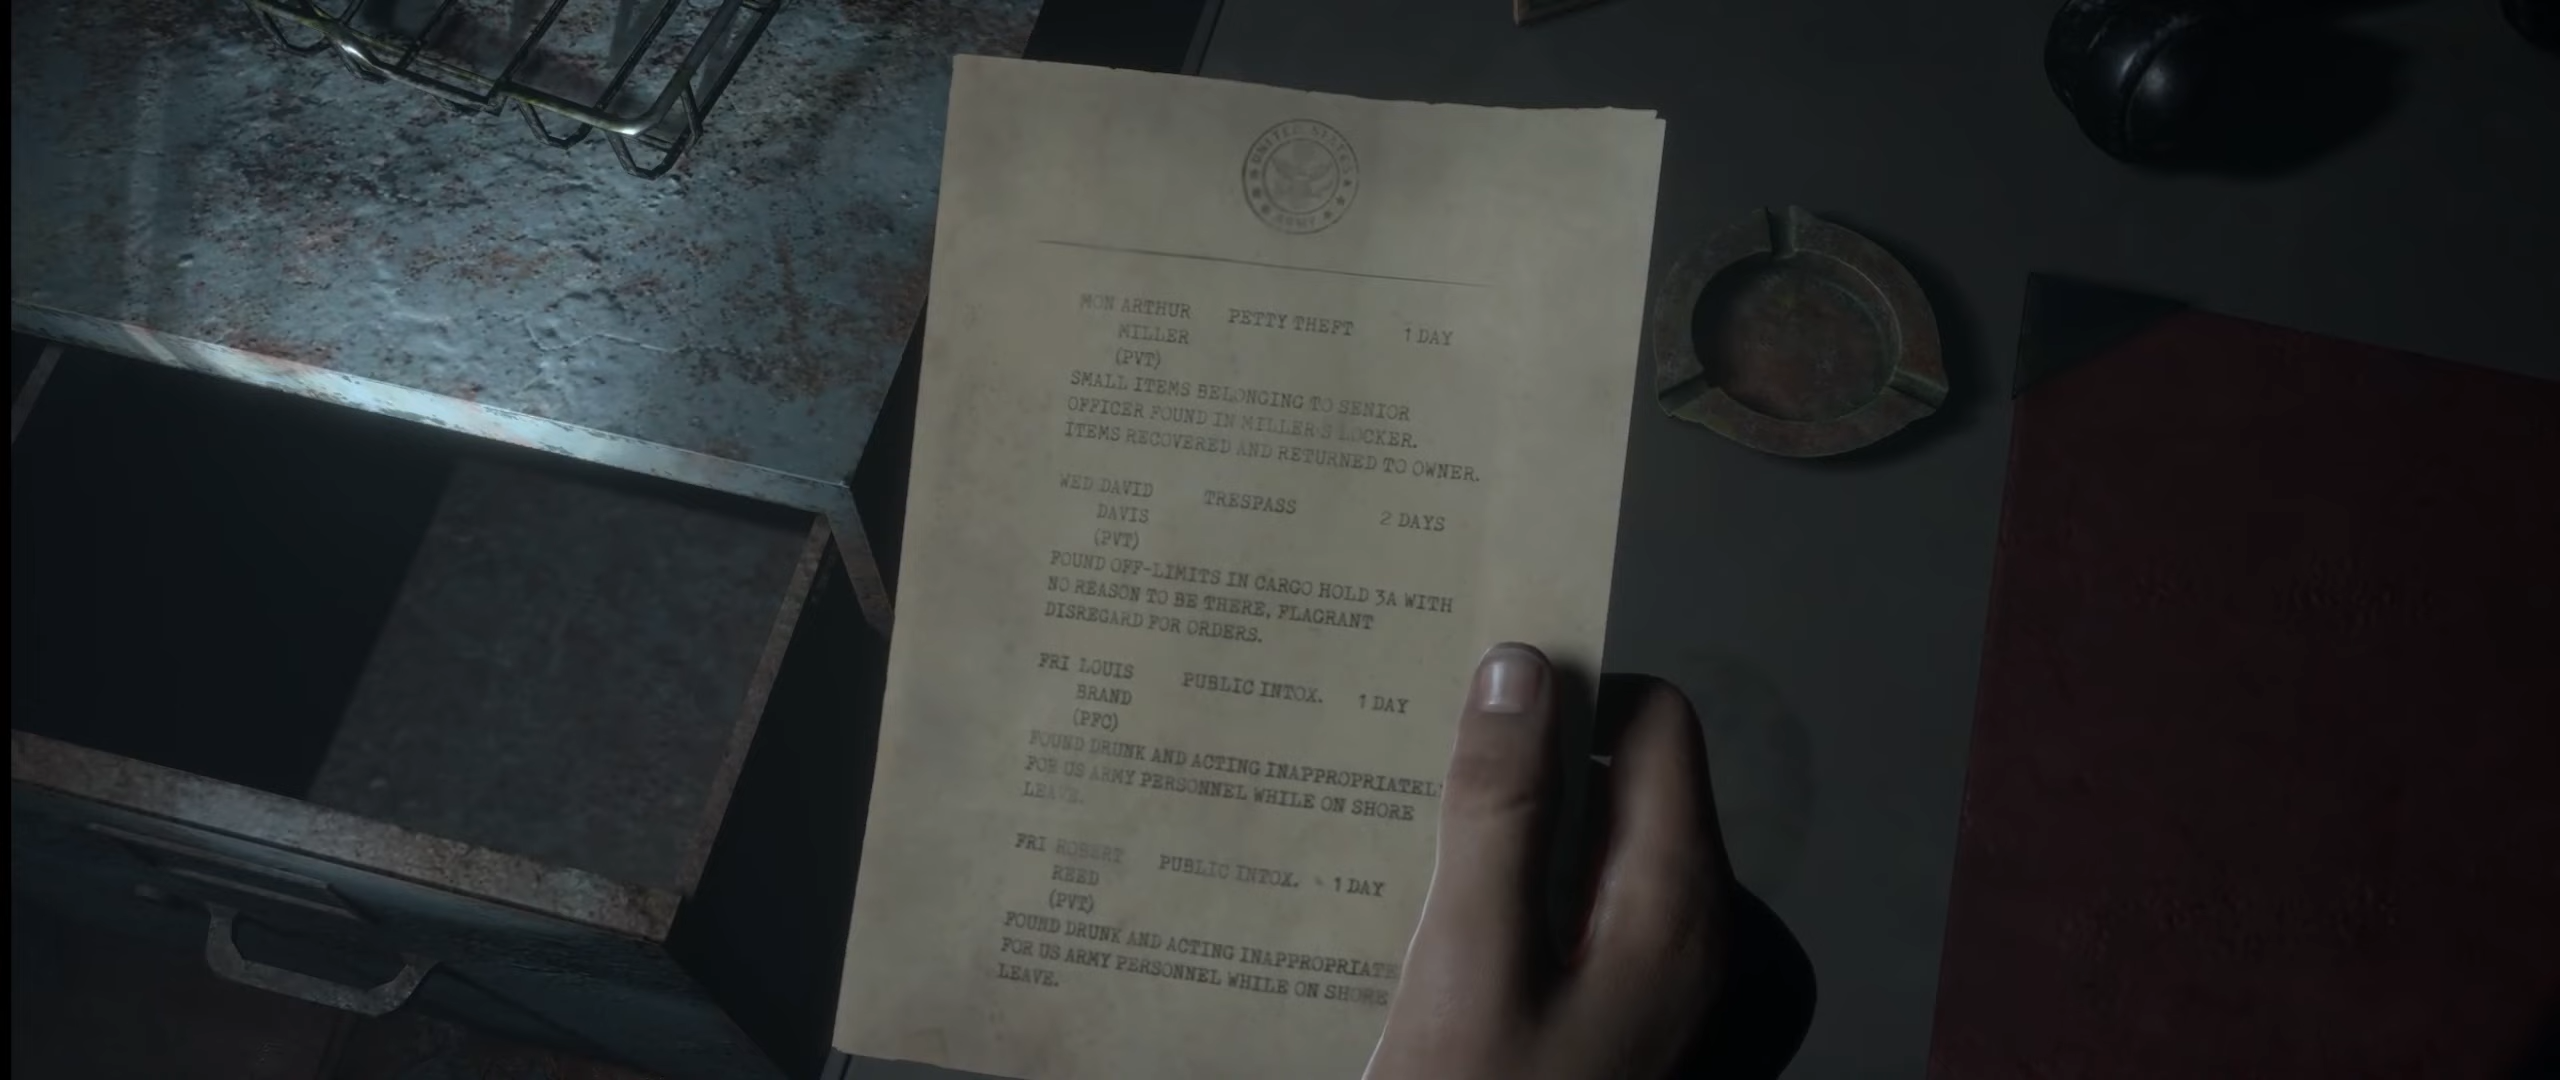 UNITED STATES
ARMY
MON ARTHUR PETTY THEFT 1 DAY
MILLER
(PVT)
SMALL ITEMS BELONGING TO SENIOR
OFFICER FOUND IN MILLER'S LOCKER.
ITEMS RECOVERED AND RETURNED TO OWNER.
WED DAVID TRESPASS 2 DAYS
DAVIS
(PVT)
FOUND OFF-LIMITS IN CARGO HOLD 3A WITH
NO REASON TO BE THERE, FLAGRANT
DISREGARD FOR ORDERS.
FRI LOUIS PUBLIC INTOX. 1 DAY
BRAND
(PFC)
FOUND DRUNK AND ACTING INAPPROPRIATELY
FOR US ARMY PERSONNEL WHILE ON SHORE
LEAVE.
FRI ROBERT PUBLIC INTOX. 1 DAY
REED
(PVT)
FOUND DRUNK AND ACTING INAPPROPRIATE
FOR US ARMY PERSONNEL WHILE ON SHORE
LEAVE.